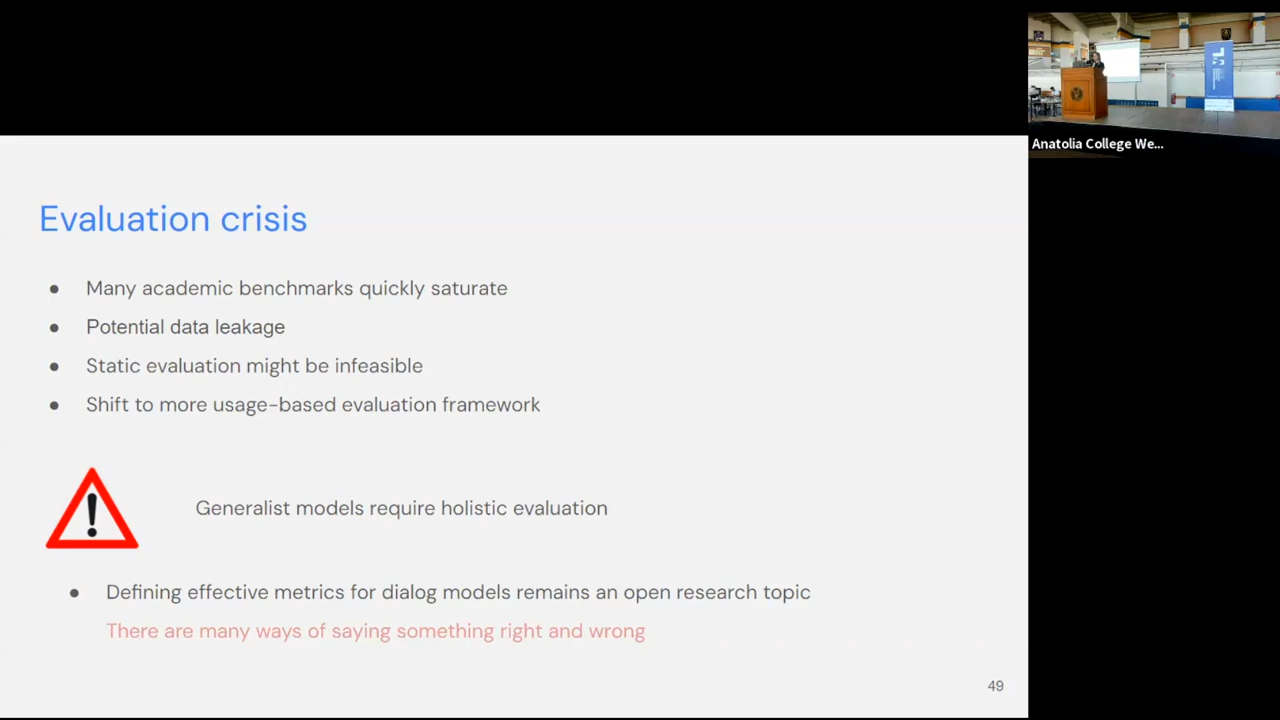 Evaluation crisis
● Many academic benchmarks quickly saturate
● Potential data leakage
● Static evaluation might be infeasible
● Shift to more usage-based evaluation framework
Generalist models require holistic evaluation
● Defining effective metrics for dialog models remains an open research topic
There are many ways of saying something right and wrong
49
Anatolia College We...